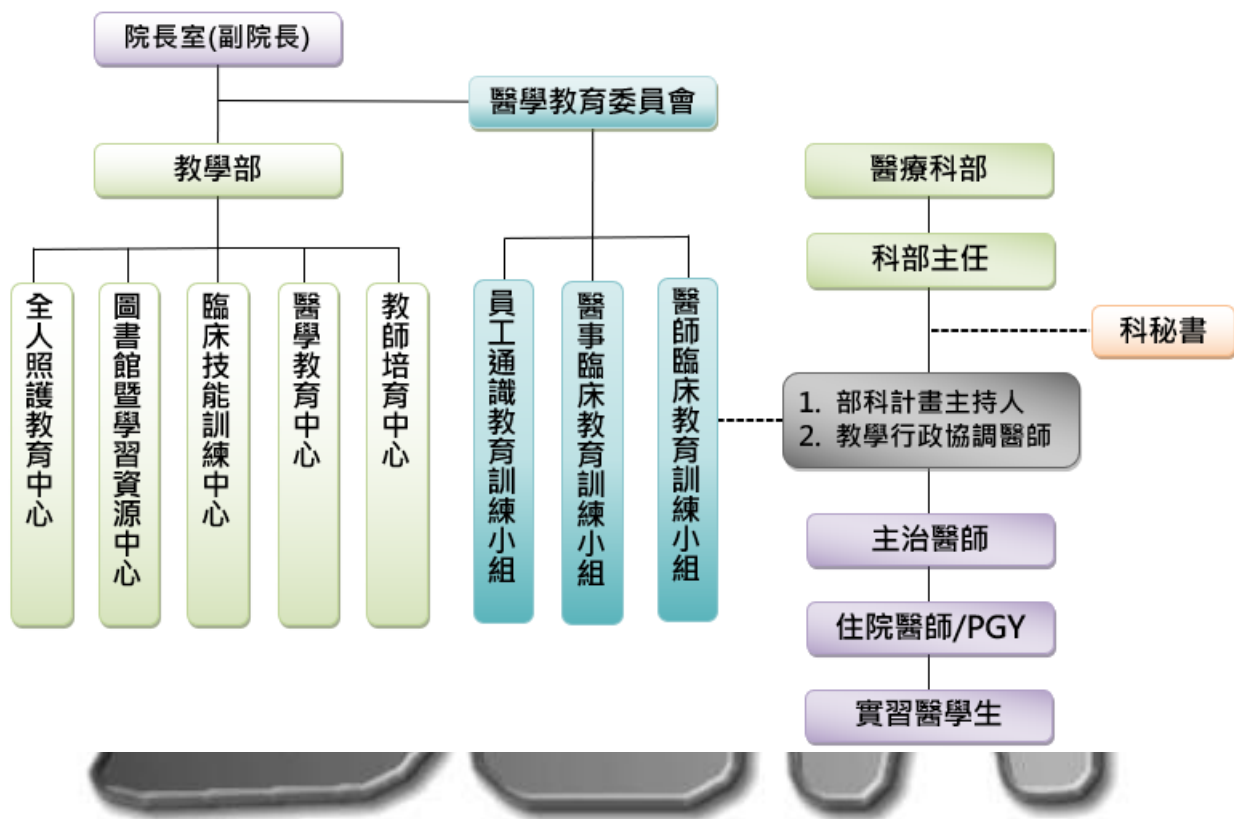 院長室(副院長)
醫學教育委員會
教學部
醫療科部
科部主任
科秘書
全人照護教育中心
圖書館暨學習資源中心
臨床技能訓練中心
醫學教育中心
教師培育中心
員工通識教育訓練小組
醫事臨床教育訓練小組
醫師臨床教育訓練小組
1. 部科計畫主持人
2. 教學行政協調醫師
主治醫師
住院醫師/PGY
實習醫學生